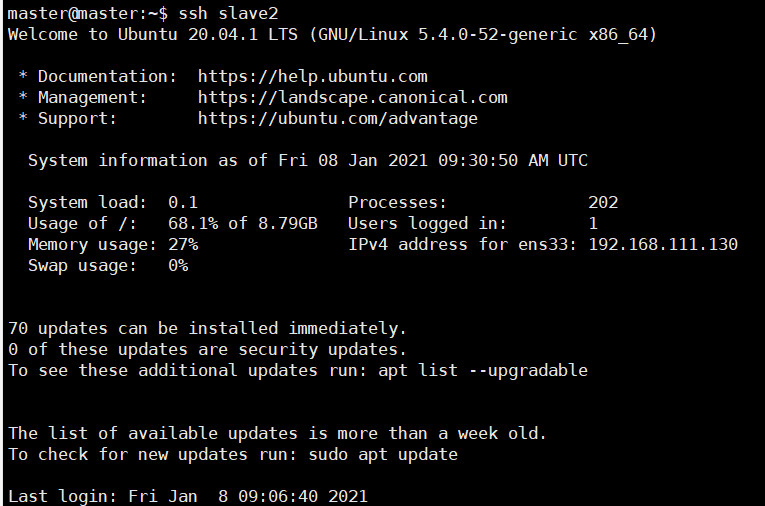 master@master:~$ ssh slave2
Welcome to Ubuntu 20.04.1 LTS (GNU/Linux 5.4.0-52-generic x86_64)
* Documentation:  https://help.ubuntu.com
* Management:     https://landscape.canonical.com
* Support:        https://ubuntu.com/advantage
System information as of Fri 08 Jan 2021 09:30:50 AM UTC
System load:  0.1               Processes:              202
Usage of /:   68.1% of 8.79GB   Users logged in:        1
Memory usage: 27%               IPv4 address for ens33: 192.168.111.130
Swap usage:   0%
70 updates can be installed immediately.
0 of these updates are security updates.
To see these additional updates run: apt list --upgradable
The list of available updates is more than a week old.
To check for new updates run: sudo apt update
Last login: Fri Jan  8 09:06:40 2021